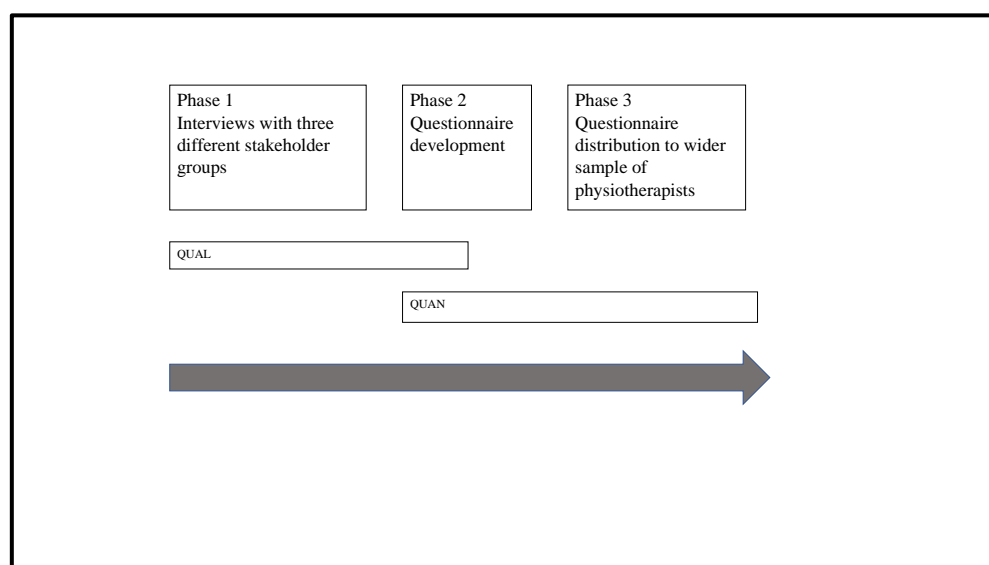 Phase 1
Interviews with three
different stakeholder
groups
Phase 2
Questionnaire
development
Phase 3
Questionnaire
distribution to wider
sample of
physiotherapists
QUAL
QUAN